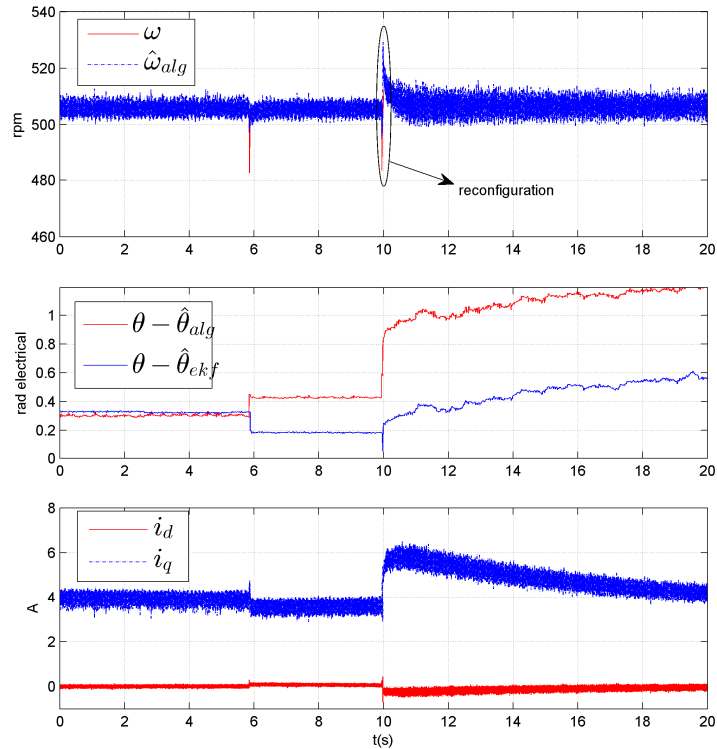 540
520
500
480
460
rpm
ω
ω̂alg
reconfiguration
0 2 4 6 8 10 12 14 16 18 20
1
0.8
0.6
0.4
0.2
0
rad electrical
θ − θ̂alg
θ − θ̂ekf
0 2 4 6 8 10 12 14 16 18 20
8
6
4
2
0
A
id
iq
0 2 4 6 8 10 12 14 16 18 20
t(s)